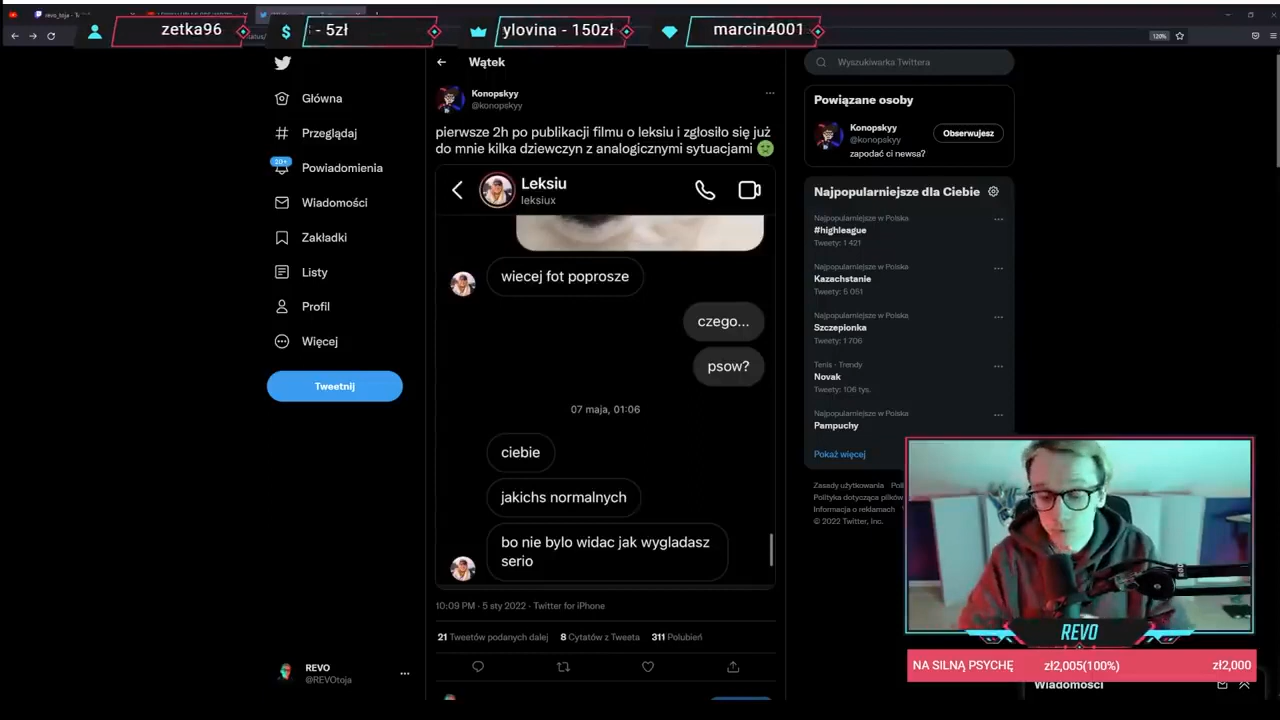 revo_toja
zetka96
$
- 5zł
ylovina - 150zł
marcin4001
120%
Wątek
Wyszukiwarka Twittera
Główna
Przeglądaj
20+
Powiadomienia
Wiadomości
Zakładki
Listy
Profil
Więcej
Tweetnij
REVO
@REVOtoja
Konopskyy
@konopskyy
pierwsze 2h po publikacji filmu o leksiu i zgłosiło się już
do mnie kilka dziewczyn z analogicznymi sytuacjami
Leksiu
leksiux
wiecej fot poprosze
czego...
psow?
07 maja, 01:06
ciebie
jakichs normalnych
bo nie bylo widac jak wygladasz
serio
10:09 PM · 5 sty 2022 · Twitter for iPhone
21 Tweetów podanych dalej 8 Cytatów z Tweeta 311 Polubień
Powiązane osoby
Konopskyy
@konopskyy
Obserwujesz
zapodać ci newsa?
Najpopularniejsze dla Ciebie
Najpopularniejsze w Polska
#highleague
Tweety: 1 421
Najpopularniejsze w Polska
Kazachstanie
Tweety: 5 051
Najpopularniejsze w Polska
Szczepionka
Tweety: 1 706
Tenis · Trendy
Novak
Tweety: 106 tys.
Najpopularniejsze w Polska
Pampuchy
Pokaż więcej
Zasady użytkowania
Polityka dotycząca plików
Informacja o reklamach
© 2022 Twitter, Inc.
RØDE
REVO
NA SILNĄ PSYCHĘ zł2,005(100%) zł2,000
Wiadomości